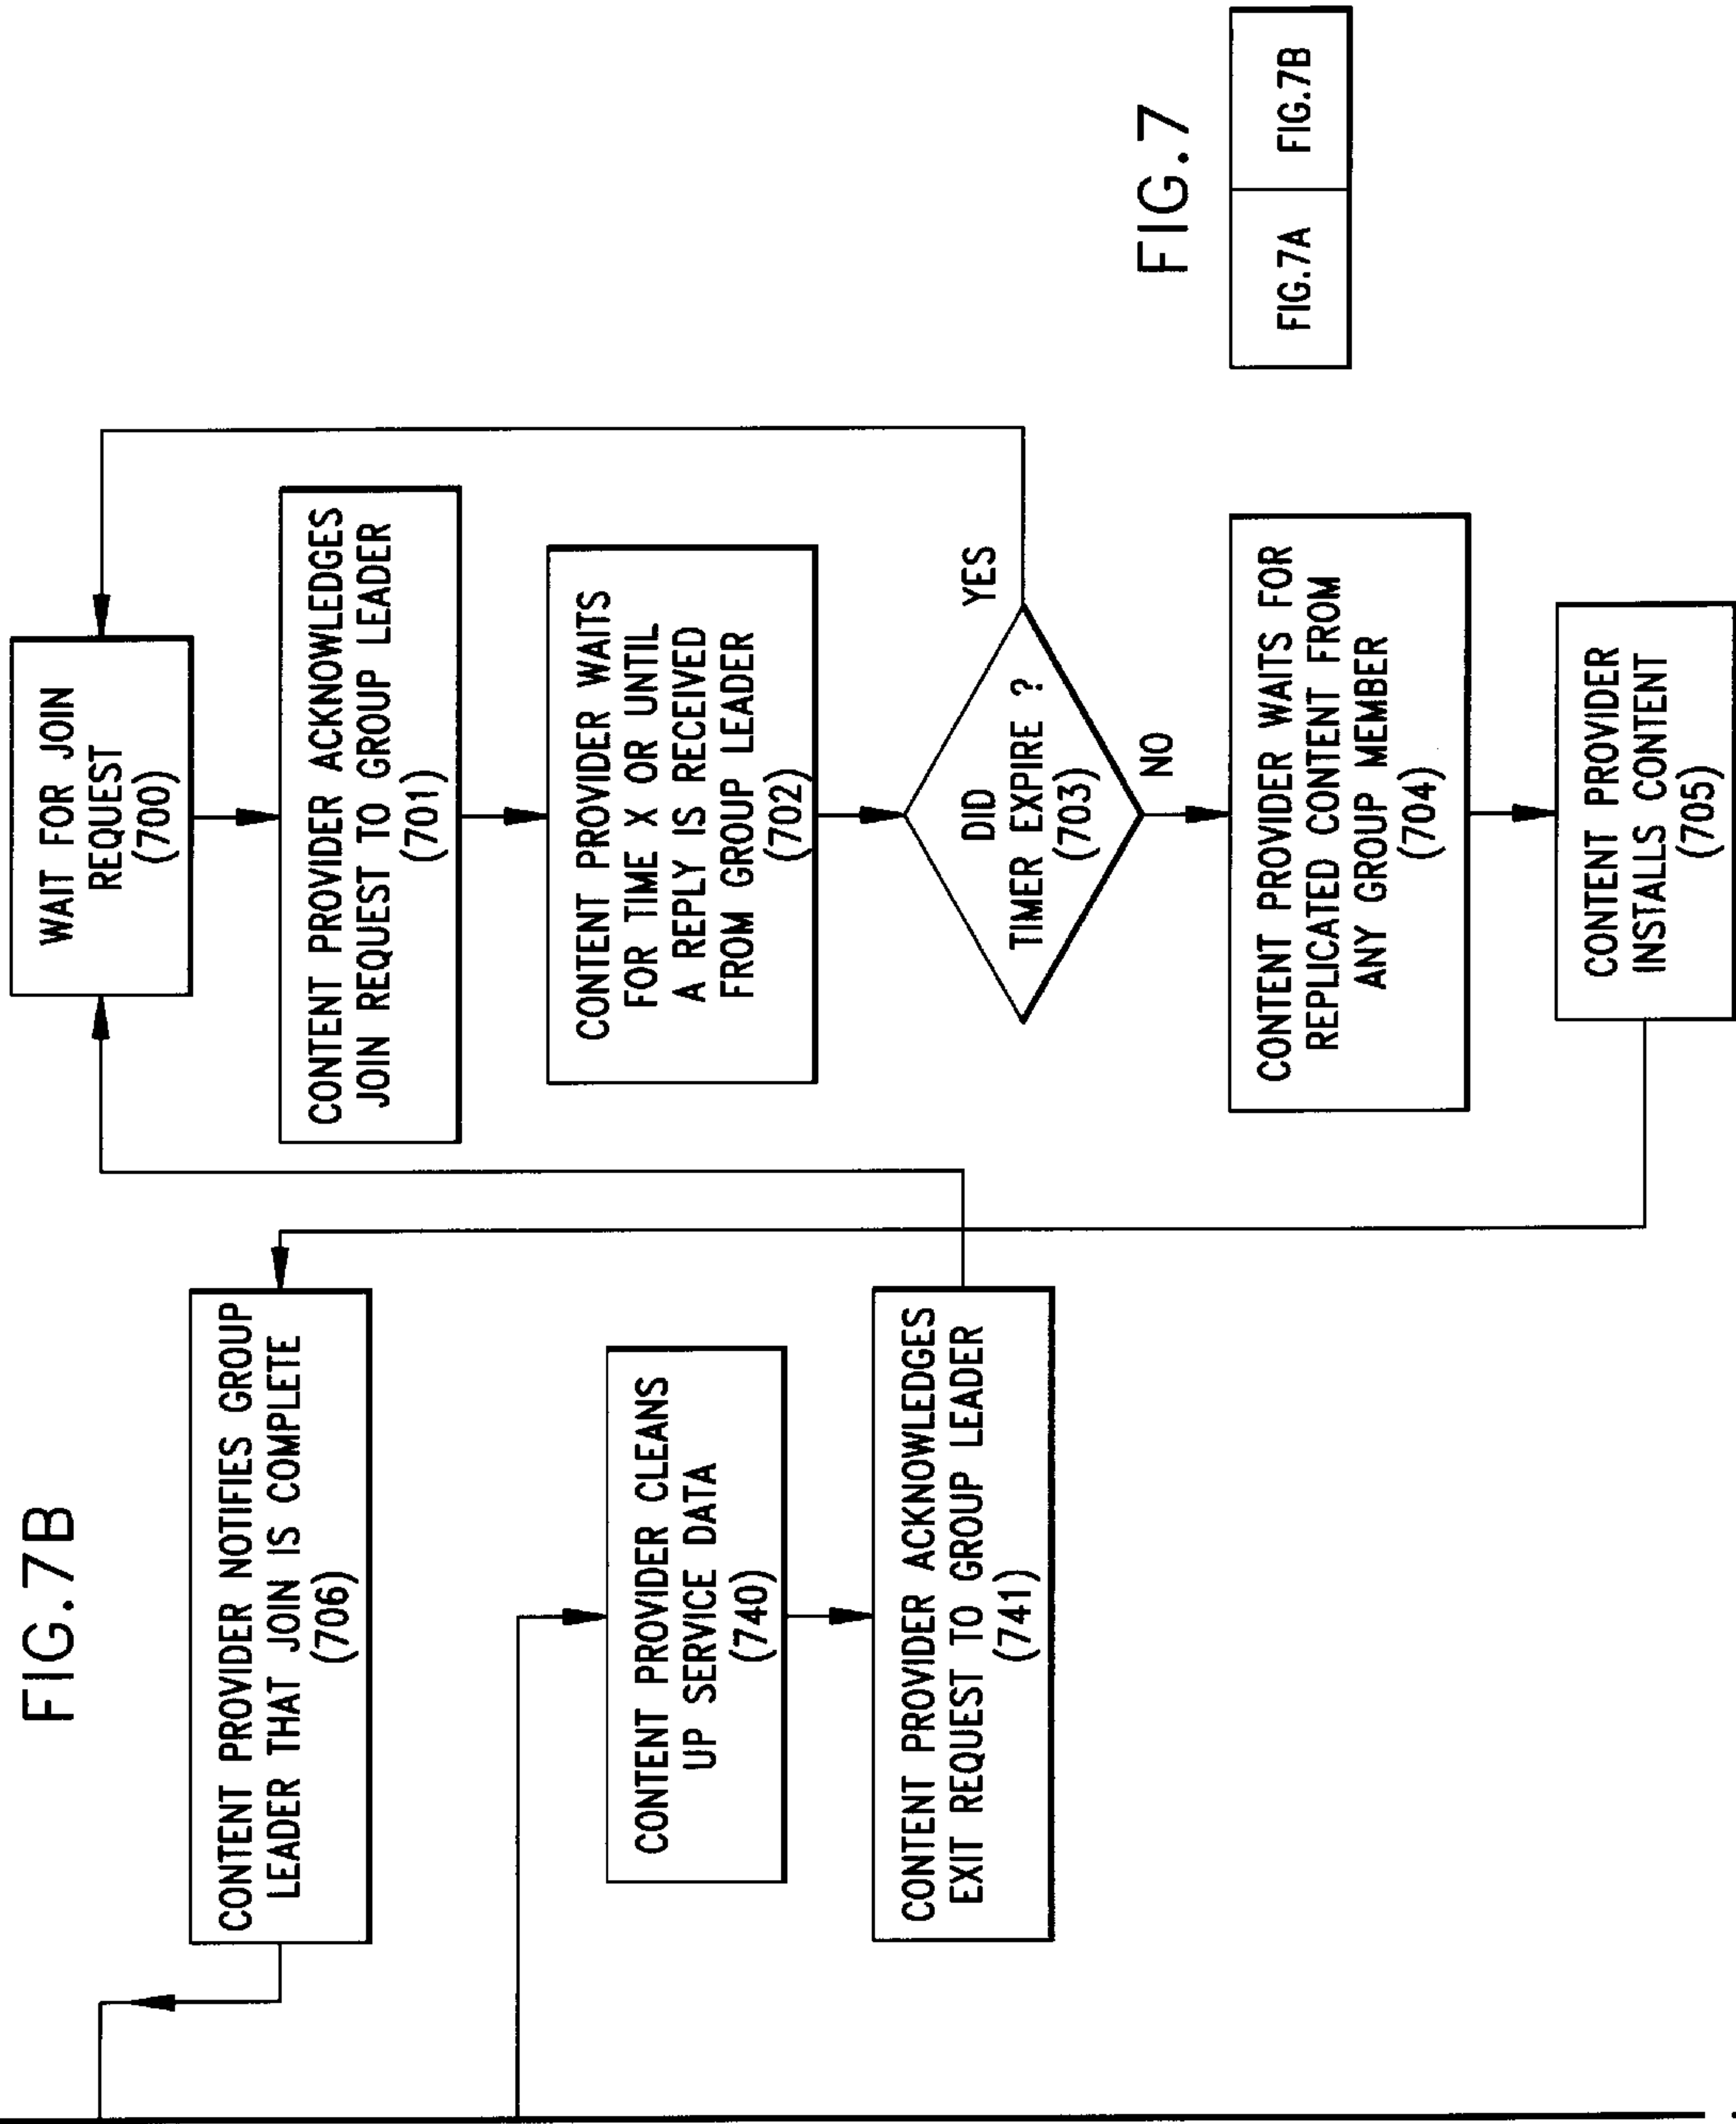 FIG.7B
CONTENT PROVIDER NOTIFIES GROUP
LEADER THAT JOIN IS COMPLETE
(706)
CONTENT PROVIDER CLEANS
UP SERVICE DATA
(740)
CONTENT PROVIDER ACKNOWLEDGES
EXIT REQUEST TO GROUP LEADER
(741)
WAIT FOR JOIN
REQUEST
(700)
CONTENT PROVIDER ACKNOWLEDGES
JOIN REQUEST TO GROUP LEADER
(701)
CONTENT PROVIDER WAITS
FOR TIME X OR UNTIL
A REPLY IS RECEIVED
FROM GROUP LEADER
(702)
DID
TIMER EXPIRE ?
(703)
YES
NO
CONTENT PROVIDER WAITS FOR
REPLICATED CONTENT FROM
ANY GROUP MEMBER
(704)
CONTENT PROVIDER
INSTALLS CONTENT
(705)
FIG.7
FIG.7A
FIG.7B